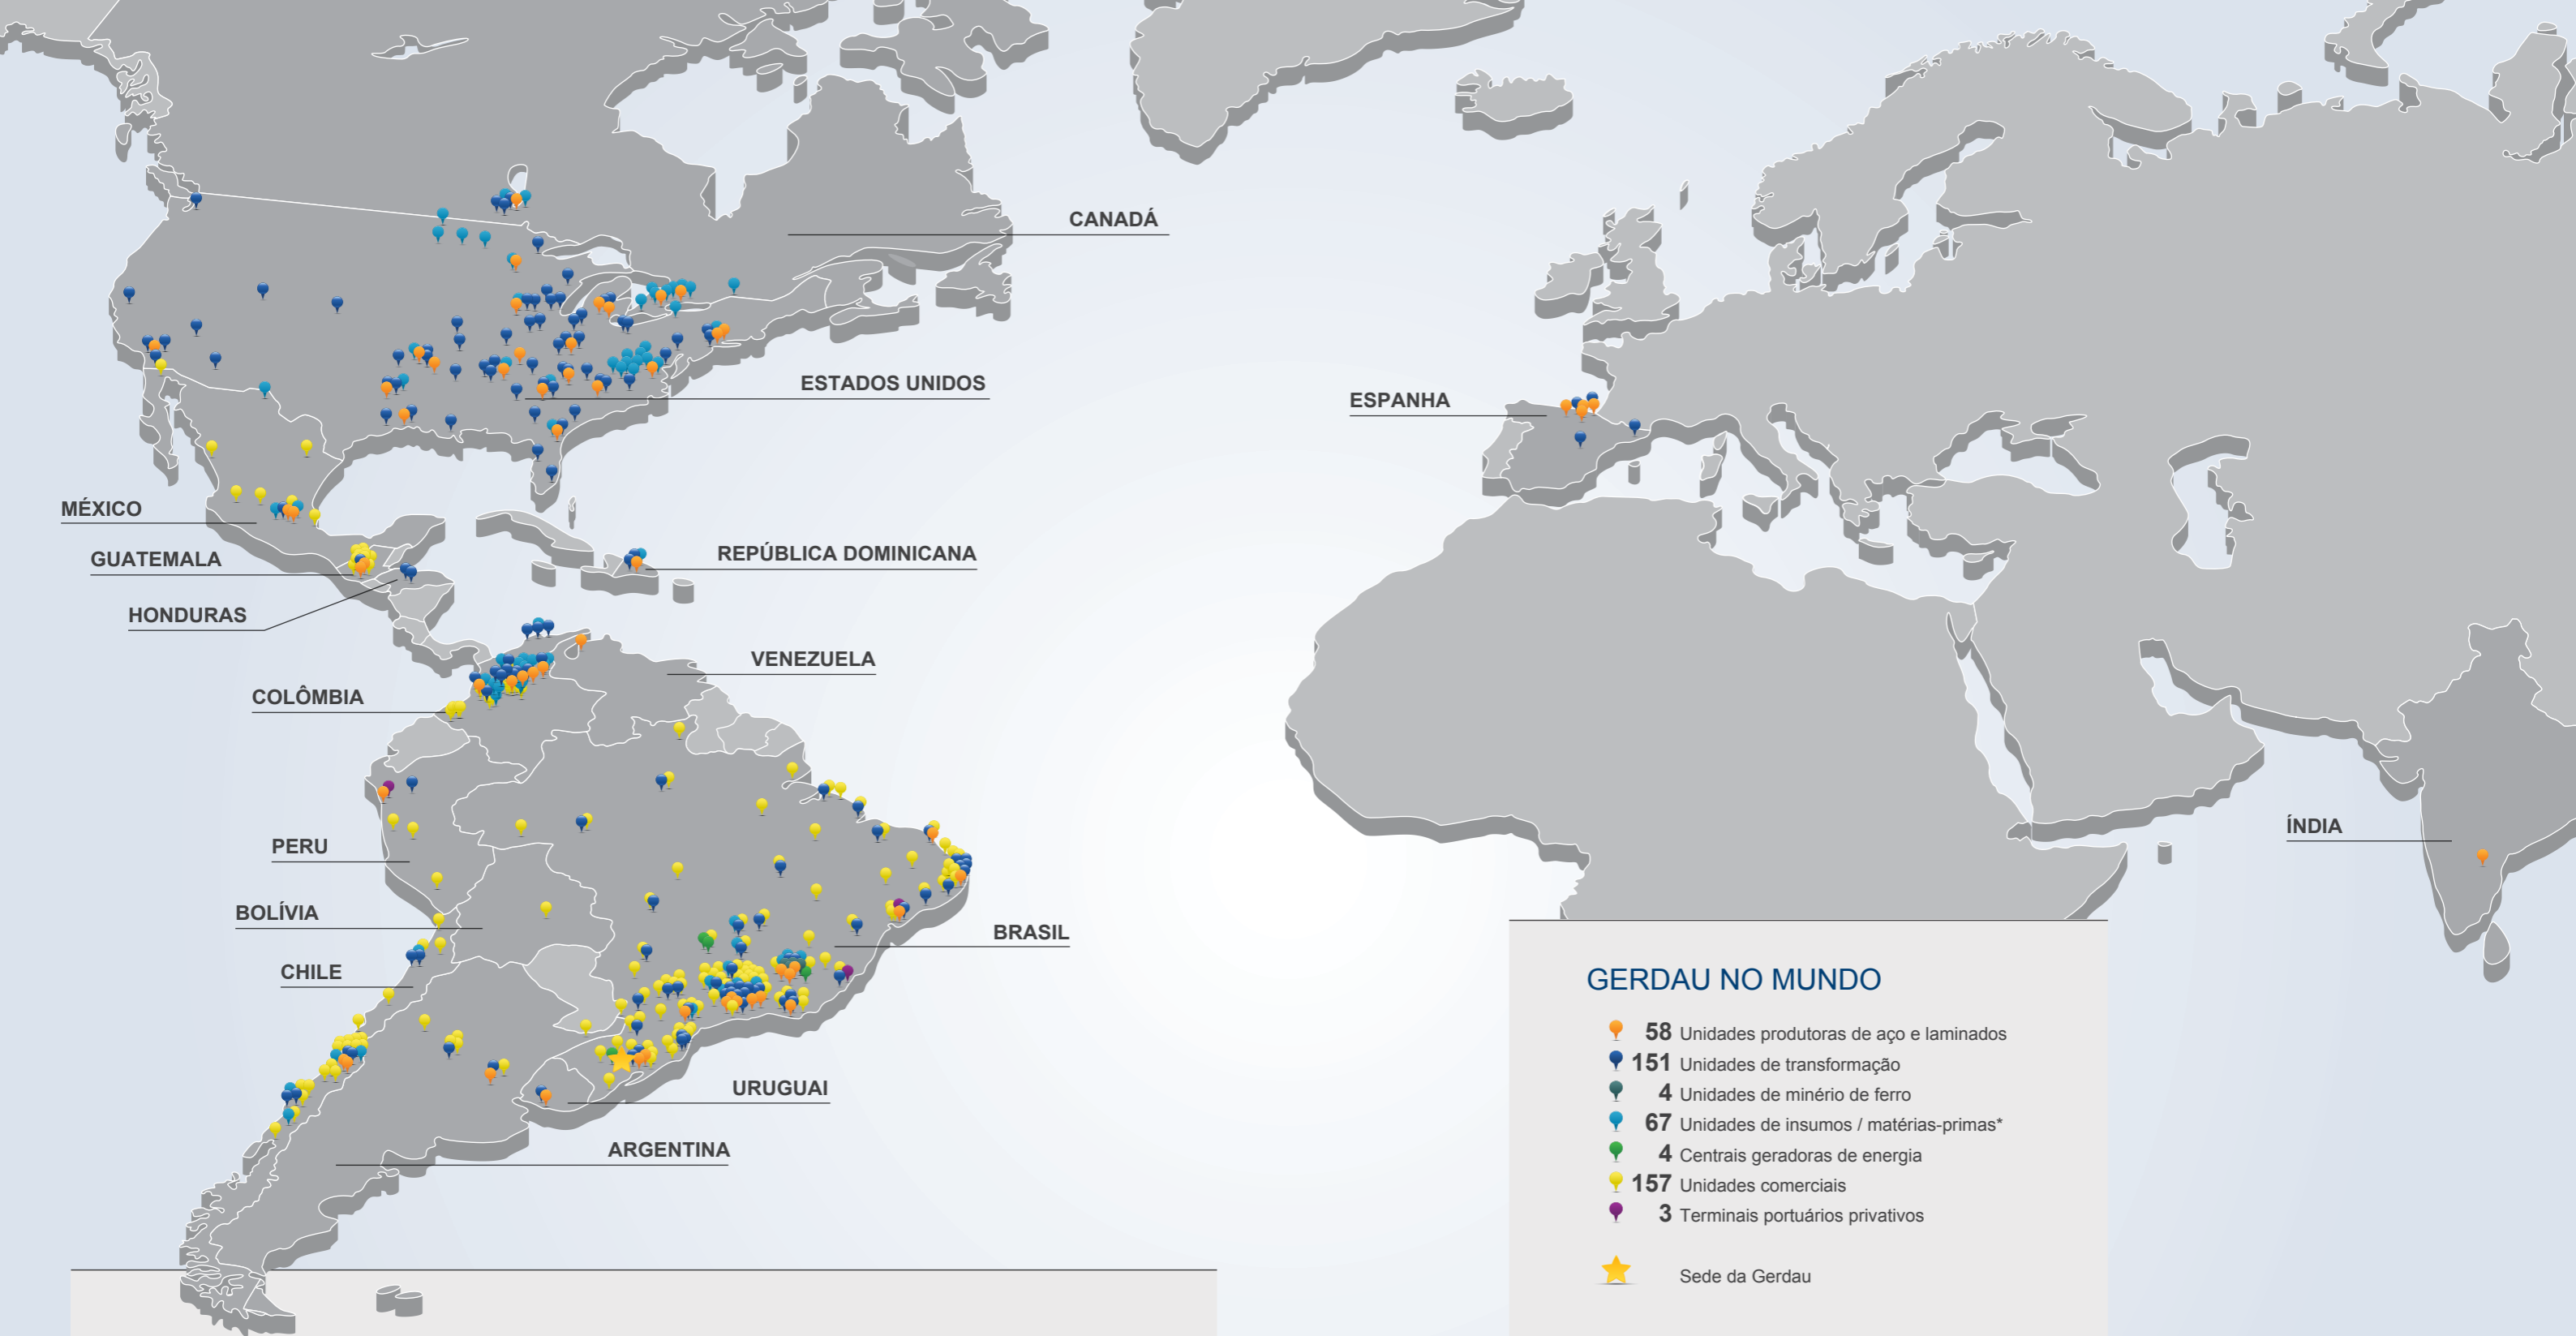 CANADÁ
ESTADOS UNIDOS
ESPANHA
MÉXICO
GUATEMALA
REPÚBLICA DOMINICANA
HONDURAS
VENEZUELA
COLÔMBIA
PERU
ÍNDIA
BOLÍVIA
BRASIL
CHILE
URUGUAI
ARGENTINA
GERDAU NO MUNDO
58 Unidades produtoras de aço e laminados
151 Unidades de transformação
4 Unidades de minério de ferro
67 Unidades de insumos / matérias-primas*
4 Centrais geradoras de energia
157 Unidades comerciais
3 Terminais portuários privativos
Sede da Gerdau